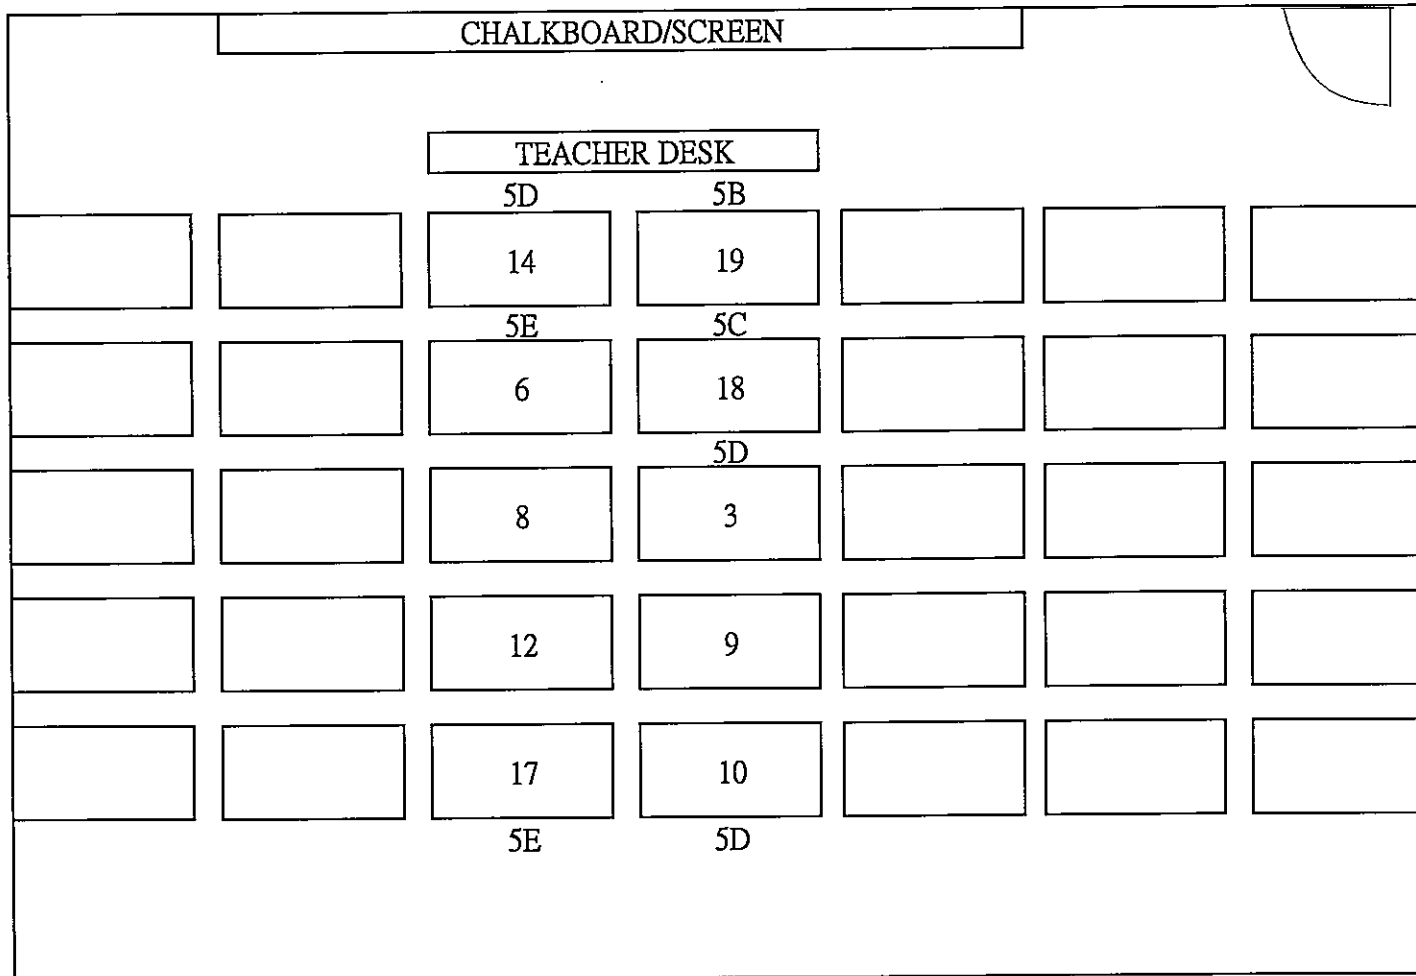 CHALKBOARD/SCREEN
TEACHER DESK
5D 5B
14 19
5E 5C
6 18
5D
8 3
12 9
17 10
5E 5D